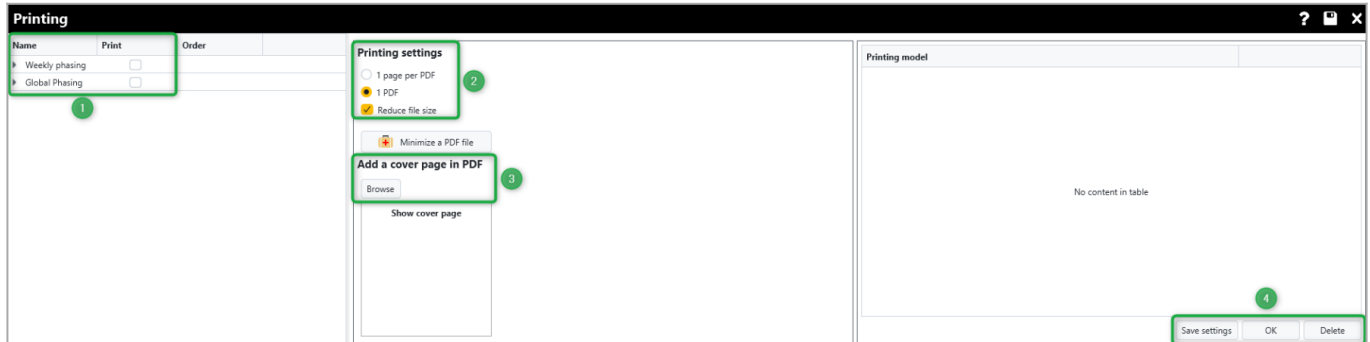 Printing
? X
Name Print Order
Weekly phasing
Global Phasing
1
Printing settings
1 page per PDF
1 PDF
Reduce file size
2
Minimize a PDF file
Add a cover page in PDF
Browse
3
Show cover page
Printing model
No content in table
4
Save settings OK Delete